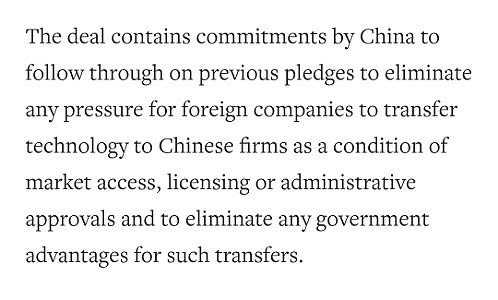 The deal contains commitments by China to
follow through on previous pledges to eliminate
any pressure for foreign companies to transfer
technology to Chinese firms as a condition of
market access, licensing or administrative
approvals and to eliminate any government
advantages for such transfers.